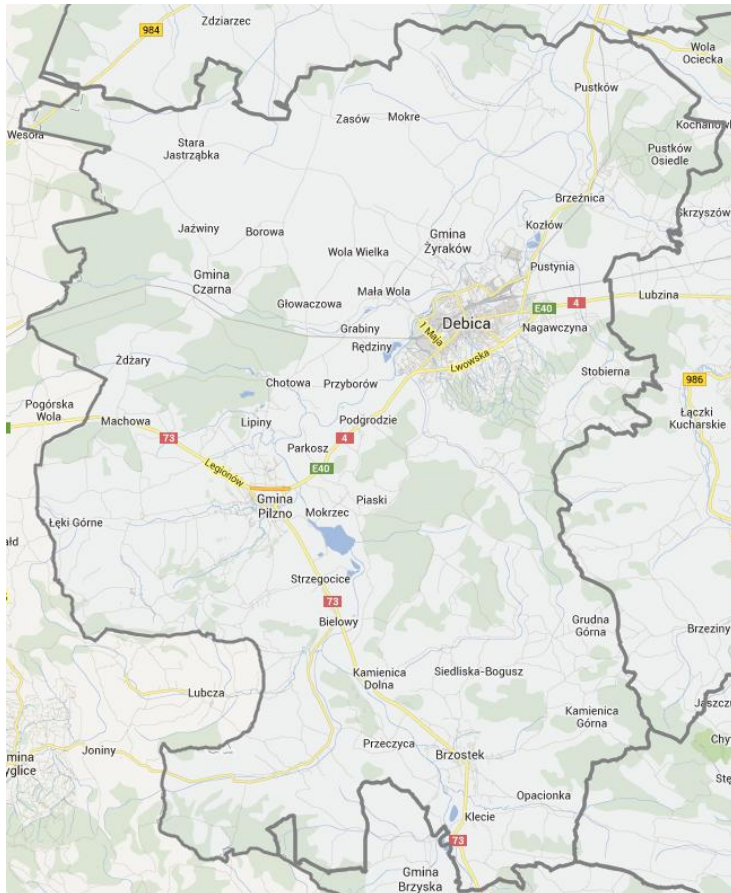 Zdziarzec
984
Wola
Ociecka
Pustków
Zasów
Mokre
Wesoła
Kochanów
Stara
Jastrząbka
Pustków
Osiedle
Brzeźnica
Skrzyszów
Jaźwiny
Borowa
Gmina
Żyraków
Kozłów
Wola Wielka
Pustynia
Gmina
Czarna
Mała Wola
Lubzina
Głowaczowa
E40
4
Grabiny
1 Maja
Debica
Nagawczyna
Rędziny
Żdżary
Lwowska
Stobierna
Chotowa
Przyborów
986
Pogórska
Wola
Machowa
Lipiny
Podgrodzie
Łączki
Kucharskie
73
4
Parkosz
Legionów
E40
Gmina
Pilzno
Piaski
Mokrzec
Łęki Górne
Strzegocice
73
Bielowy
Grudna
Górna
Brzeziny
Kamienica
Dolna
Siedliska-Bogusz
Lubcza
Kamienica
Górna
Joniny
Przeczyca
Brzostek
Opacionka
Klecie
73
Gmina
Brzyska